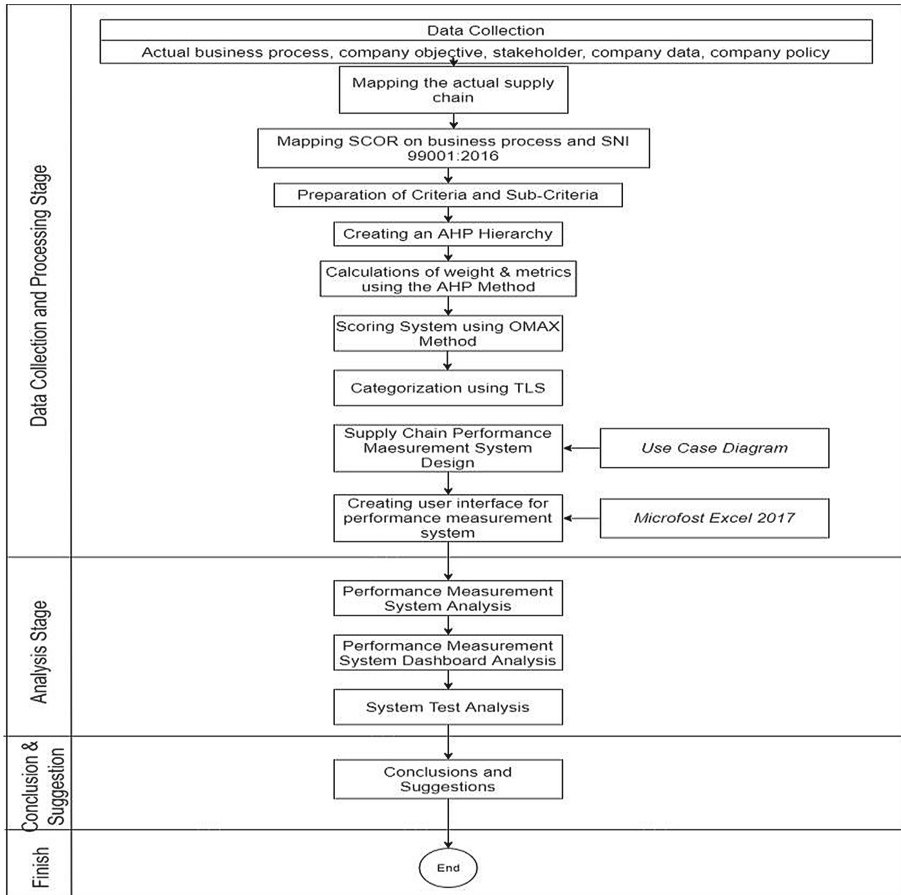 Data Collection and Processing Stage
Data Collection
Actual business process, company objective, stakeholder, company data, company policy
Mapping the actual supply
chain
Mapping SCOR on business process and SNI
99001:2016
Preparation of Criteria and Sub-Criteria
Creating an AHP Hierarchy
Calculations of weight & metrics
using the AHP Method
Scoring System using OMAX
Method
Categorization using TLS
Supply Chain Performance
Maesurement System
Design
Use Case Diagram
Creating user interface for
performance measurement
system
Microfost Excel 2017
Analysis Stage
Performance Measurement
System Analysis
Performance Measurement
System Dashboard Analysis
System Test Analysis
Conclusion &
Suggestion
Conclusions and
Suggestions
Finish
End